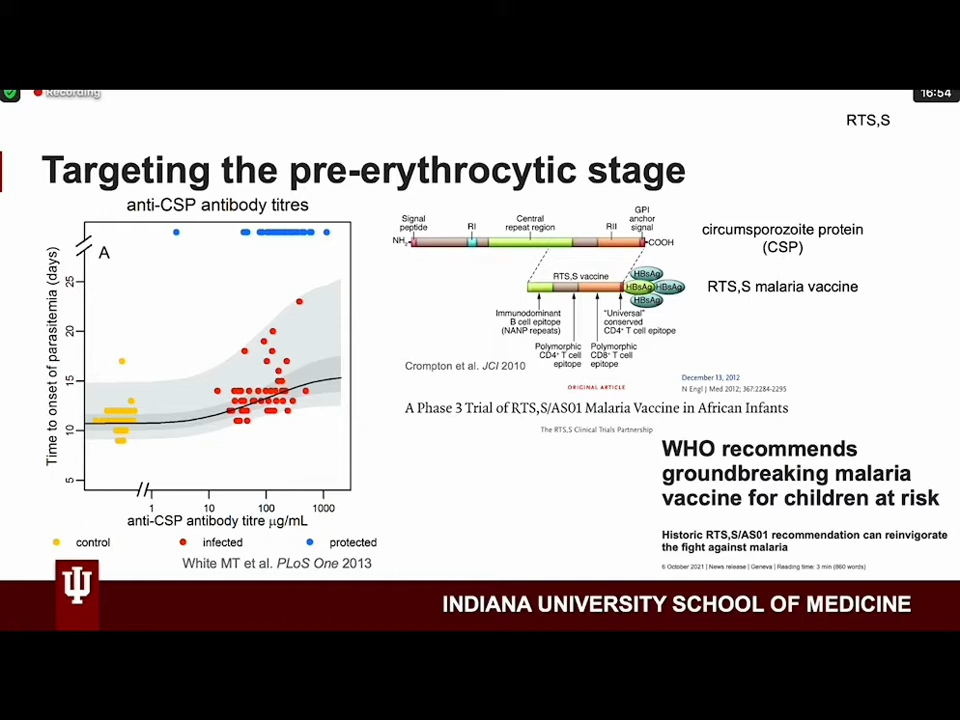 Recording
16:54
RTS,S
Targeting the pre-erythrocytic stage
anti-CSP antibody titres
A
Time to onset of parasitemia (days)
25
20
15
10
5
1
10
100
1000
anti-CSP antibody titre µg/mL
control
infected
protected
White MT et al. PLoS One 2013
Signal
peptide
RI
Central
repeat region
RII
GPI
anchor
signal
NH2
COOH
circumsporozoite protein
(CSP)
RTS,S vaccine
HBsAg
HBsAg
HBsAg
HBsAg
RTS,S malaria vaccine
Immunodominant
B cell epitope
(NANP repeats)
"Universal"
conserved
CD4+ T cell epitope
Polymorphic
CD4+ T cell
epitope
Polymorphic
CD8+ T cell
epitope
Crompton et al. JCI 2010
December 13, 2012
N Engl J Med 2012; 367:2284-2295
ORIGINAL ARTICLE
A Phase 3 Trial of RTS,S/AS01 Malaria Vaccine in African Infants
The RTS,S Clinical Trials Partnership
WHO recommends
groundbreaking malaria
vaccine for children at risk
Historic RTS,S/AS01 recommendation can reinvigorate
the fight against malaria
6 October 2021 | News release | Geneva | Reading time: 3 min (860 words)
INDIANA UNIVERSITY SCHOOL OF MEDICINE